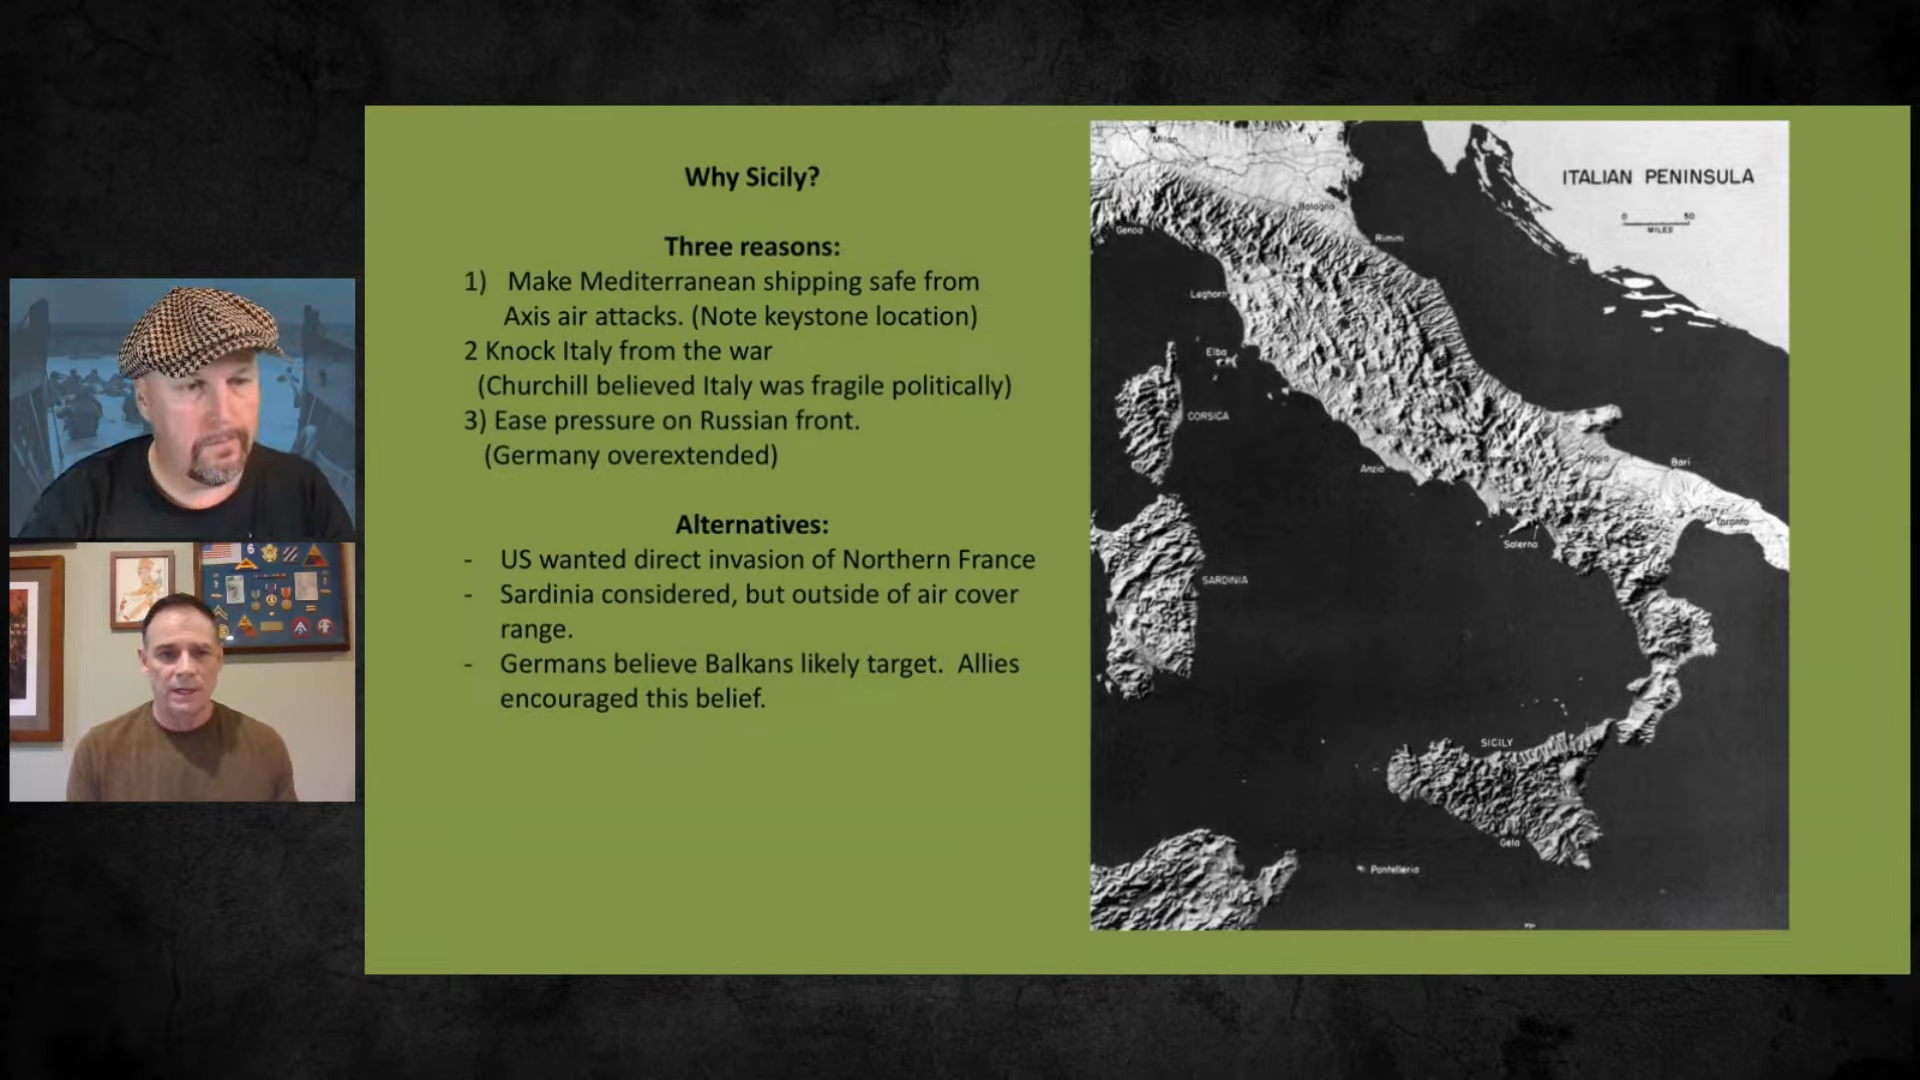 Why Sicily?
Three reasons:
1) Make Mediterranean shipping safe from
Axis air attacks. (Note keystone location)
2 Knock Italy from the war
(Churchill believed Italy was fragile politically)
3) Ease pressure on Russian front.
(Germany overextended)
Alternatives:
- US wanted direct invasion of Northern France
- Sardinia considered, but outside of air cover
range.
- Germans believe Balkans likely target. Allies
encouraged this belief.
ITALIAN PENINSULA
0 50
MILES
Milan
Bologna
Genoa
Rimini
Leghorn
Elba
CORSICA
Anzio
Foggia
Bari
Naples
Taranto
Salerno
SARDINIA
SICILY
Gela
Pantelleria